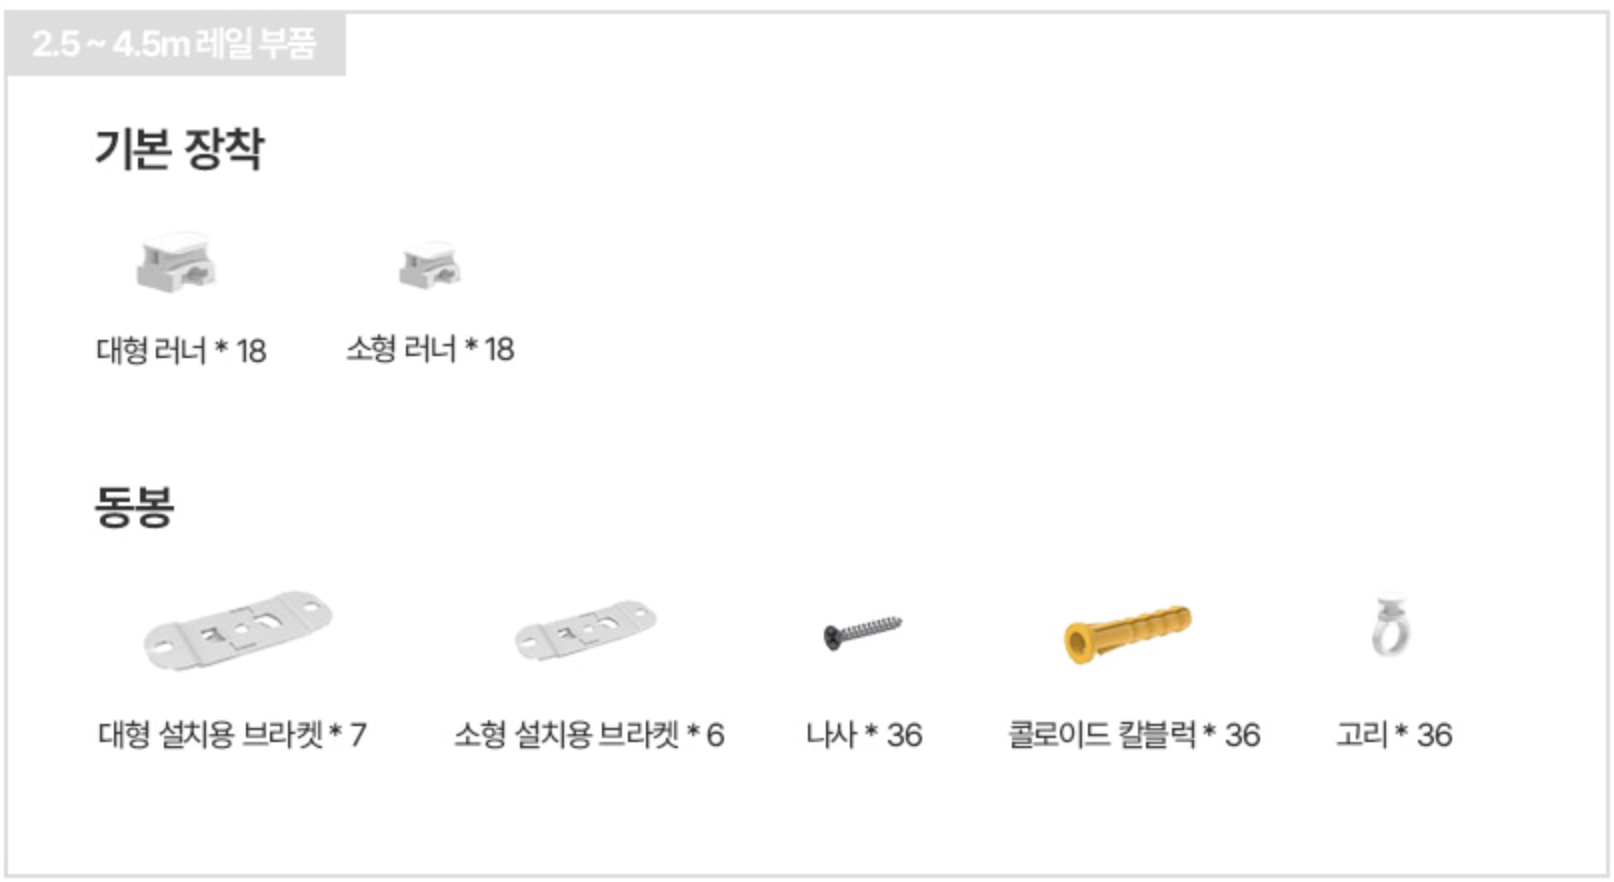 2.5 ~ 4.5m 레일 부품
기본 장착
대형 러너 * 18
소형 러너 * 18
동봉
대형 설치용 브라켓 * 7
소형 설치용 브라켓 * 6
나사 * 36
콜로이드 칼블럭 * 36
고리 * 36